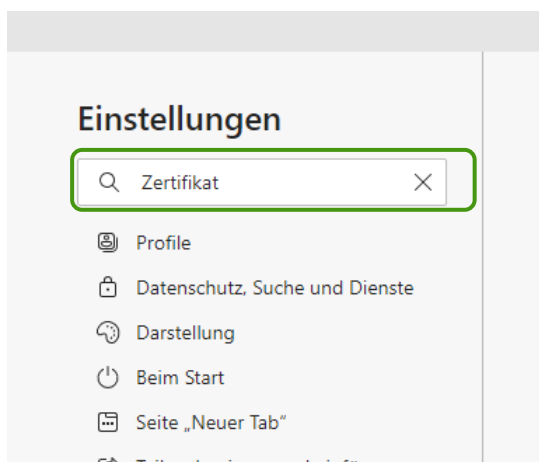 Einstellungen
Zertifikat
Profile
Datenschutz, Suche und Dienste
Darstellung
Beim Start
Seite „Neuer Tab“